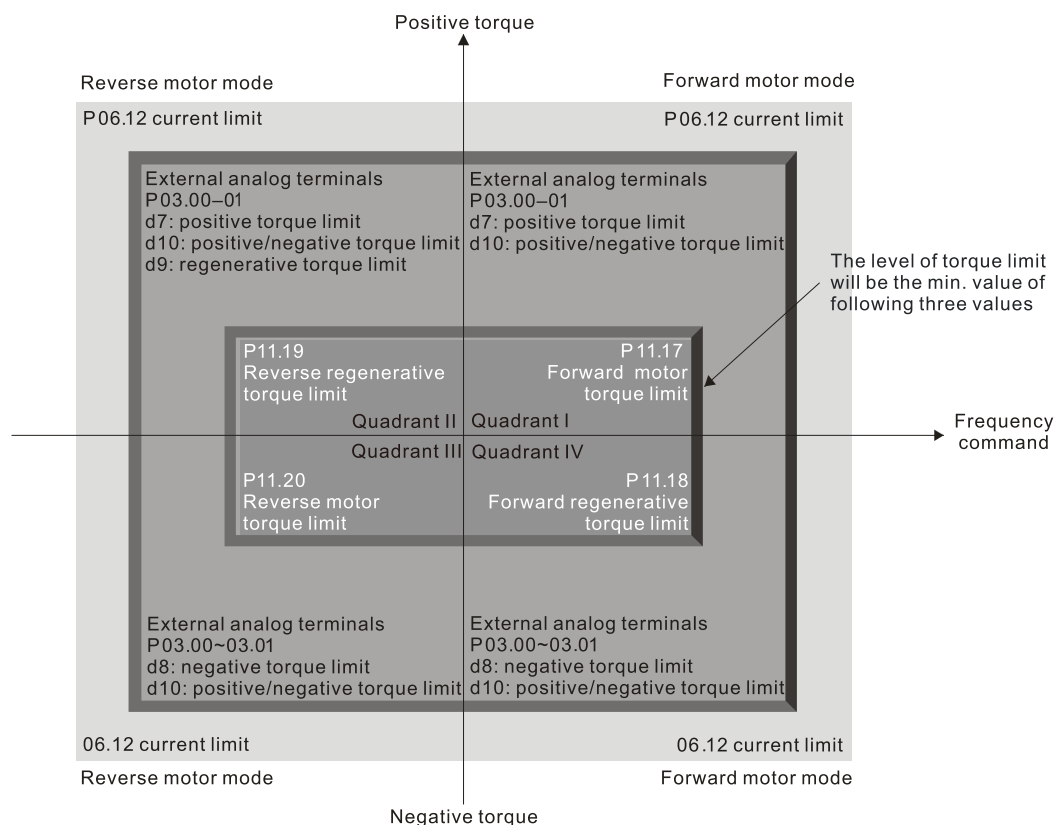 Positive torque
Reverse motor mode
Forward motor mode
P06.12 current limit
P06.12 current limit
External analog terminals
P03.00–01
d7: positive torque limit
d10: positive/negative torque limit
d9: regenerative torque limit
External analog terminals
P03.00–01
d7: positive torque limit
d10: positive/negative torque limit
The level of torque limit
will be the min. value of
following three values
P11.19
Reverse regenerative
torque limit
P11.17
Forward motor
torque limit
Quadrant II
Quadrant I
Frequency
command
Quadrant III
Quadrant IV
P11.20
Reverse motor
torque limit
P11.18
Forward regenerative
torque limit
External analog terminals
P03.00~03.01
d8: negative torque limit
d10: positive/negative torque limit
External analog terminals
P03.00~03.01
d8: negative torque limit
d10: positive/negative torque limit
06.12 current limit
06.12 current limit
Reverse motor mode
Forward motor mode
Negative torque